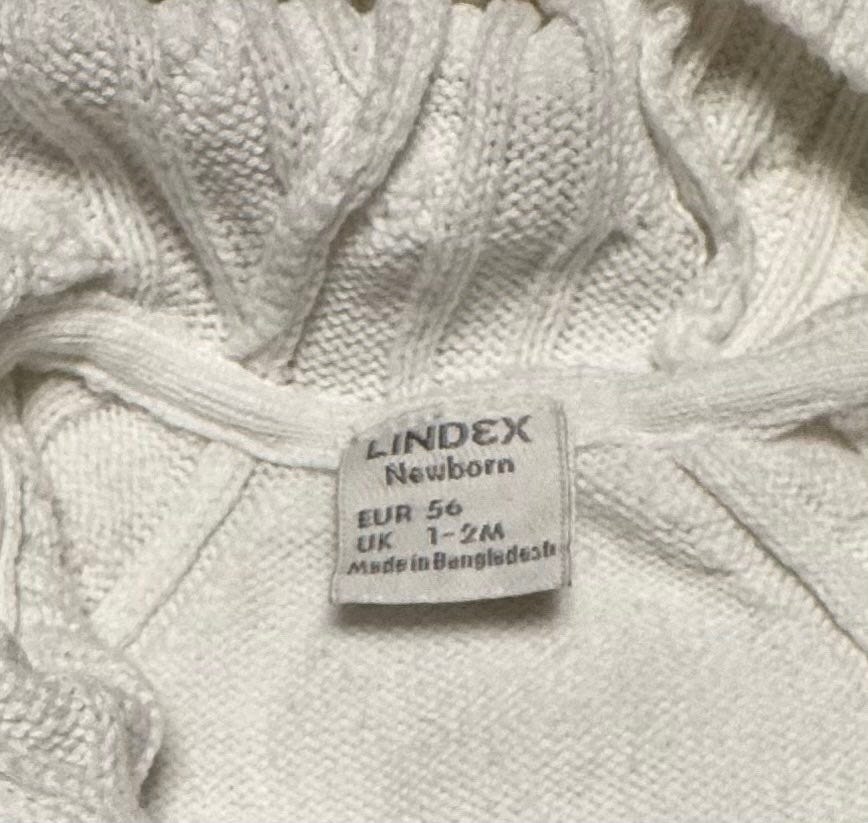 LINDEX
Newborn
EUR 56
UK 1-2M
Made in Bangladesh